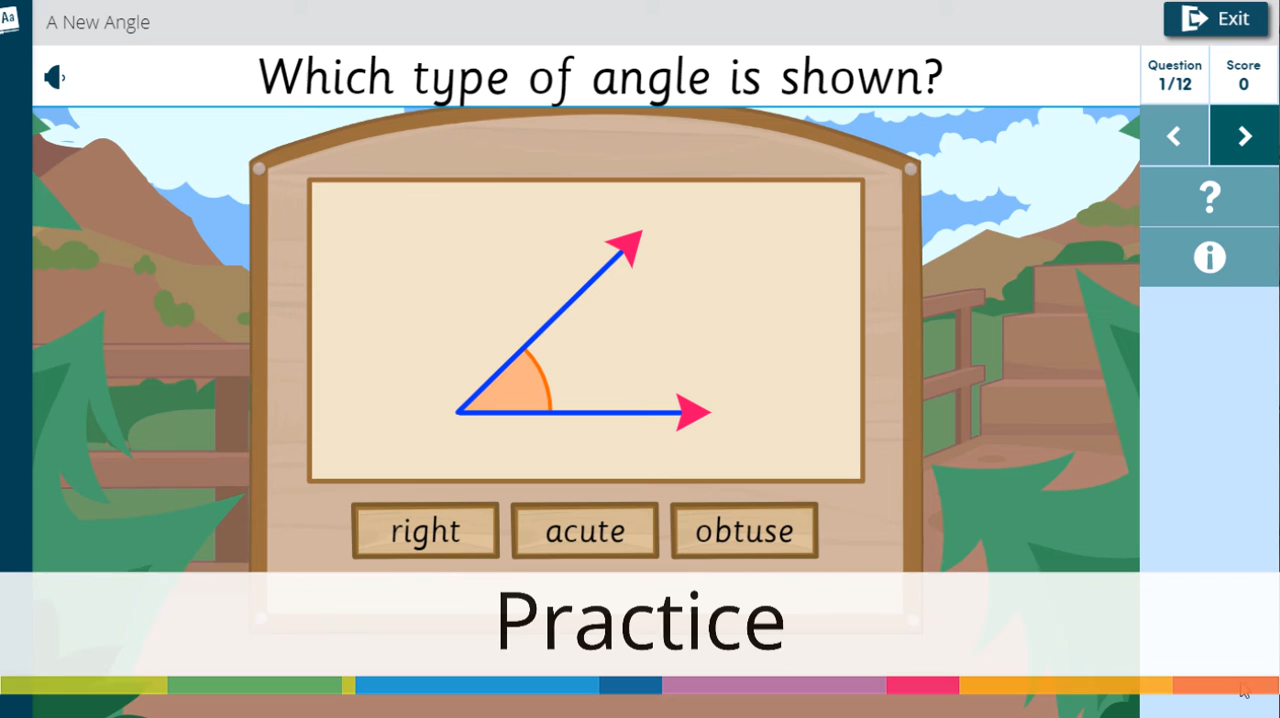 Aa
A New Angle
Exit
Which type of angle is shown?
Question
1/12
Score
0
?
i
right
acute
obtuse
Practice